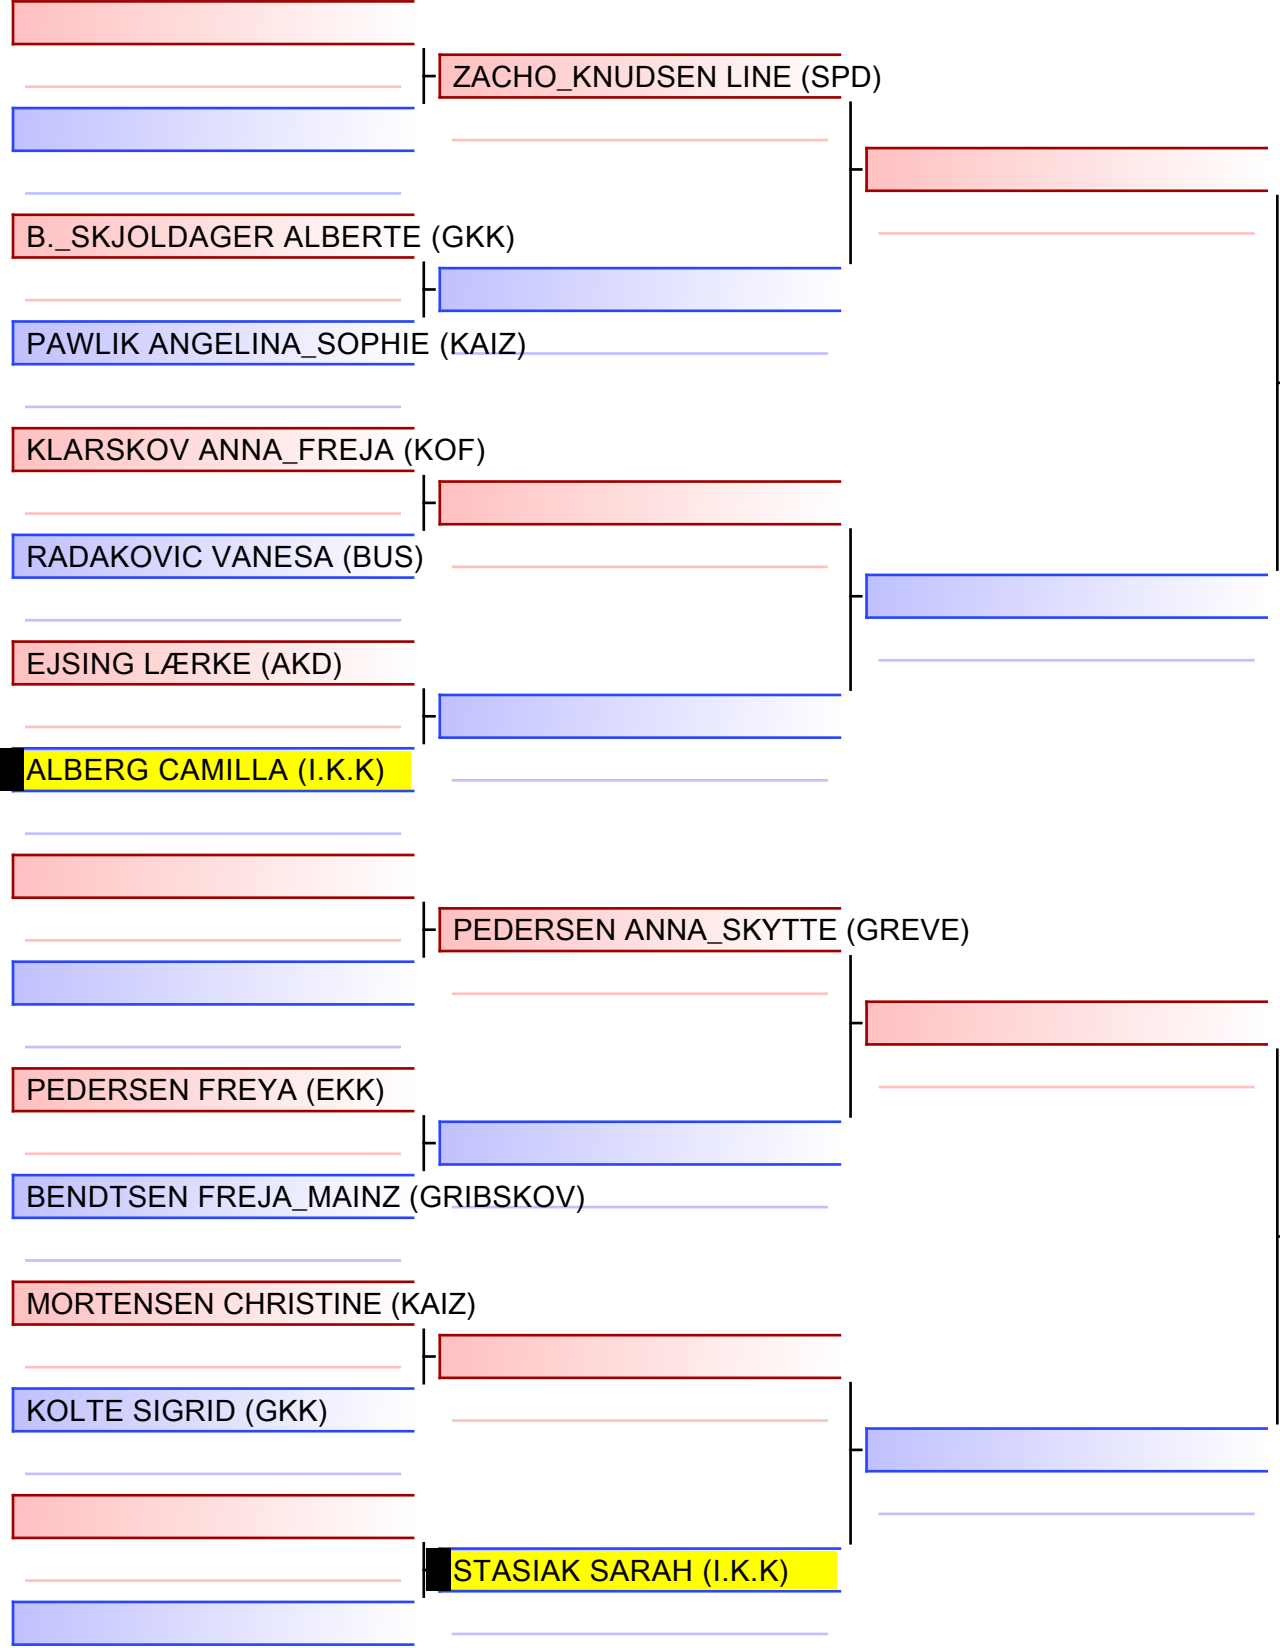 ZACHO_KNUDSEN LINE (SPD)
B._SKJOLDAGER ALBERTE (GKK)
PAWLIK ANGELINA_SOPHIE (KAIZ)
KLARSKOV ANNA_FREJA (KOF)
RADAKOVIC VANESA (BUS)
EJSING LÆRKE (AKD)
ALBERG CAMILLA (I.K.K)
PEDERSEN ANNA_SKYTTE (GREVE)
PEDERSEN FREYA (EKK)
BENDTSEN FREJA_MAINZ (GRIBSKOV)
MORTENSEN CHRISTINE (KAIZ)
KOLTE SIGRID (GKK)
STASIAK SARAH (I.K.K)